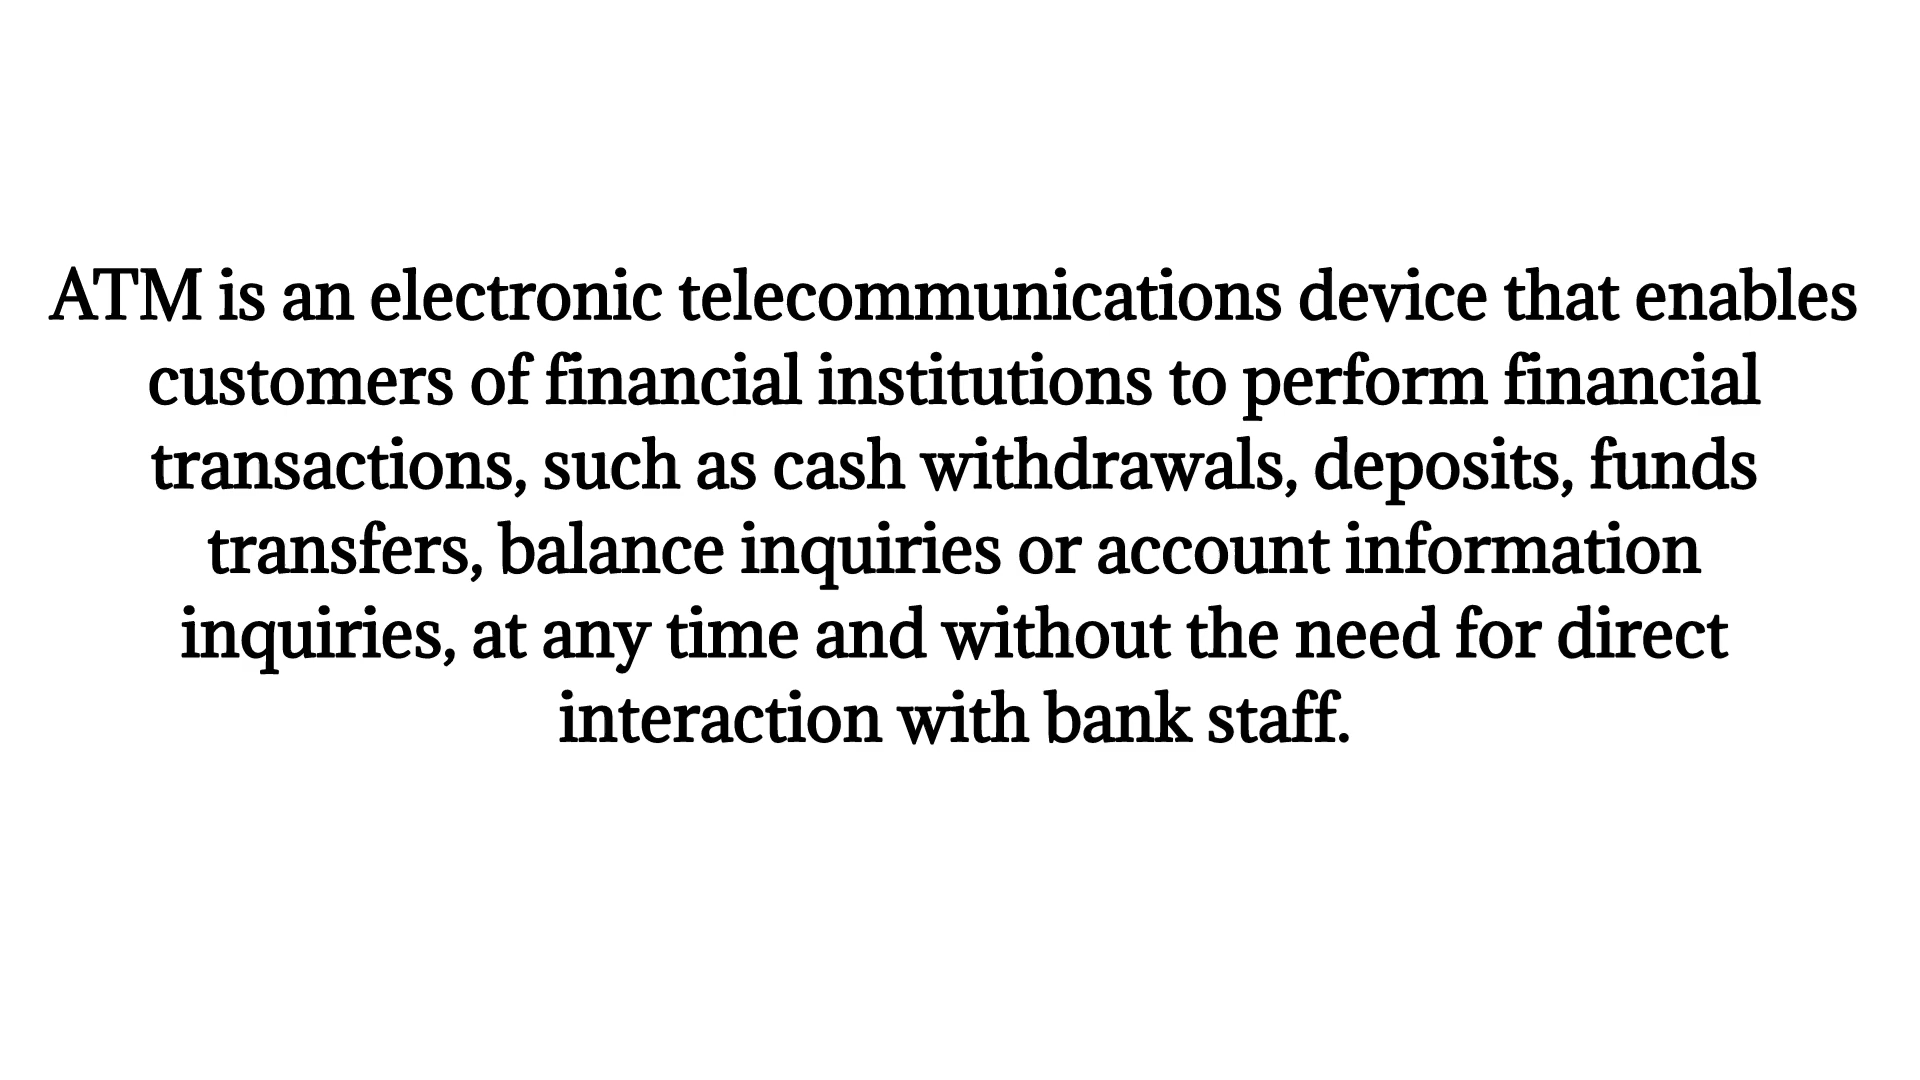 ATM is an electronic telecommunications device that enables
customers of financial institutions to perform financial
transactions, such as cash withdrawals, deposits, funds
transfers, balance inquiries or account information
inquiries, at any time and without the need for direct
interaction with bank staff.